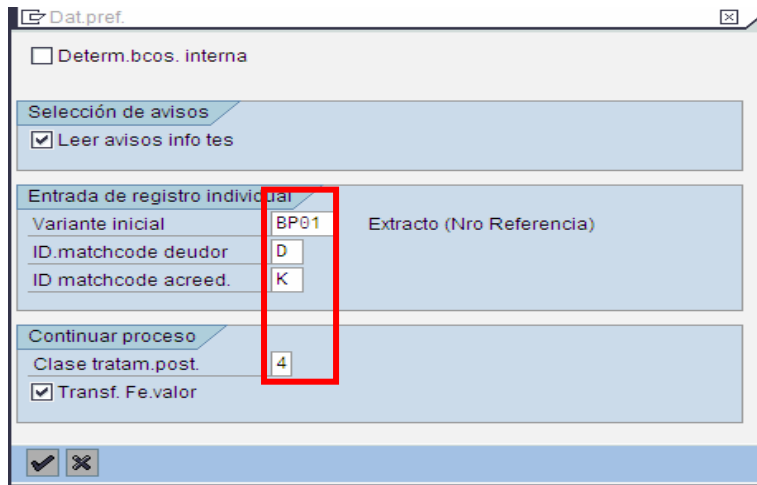 Dat.pref.
Determ.bcos. interna
Selección de avisos
Leer avisos info tes
Entrada de registro individual
Variante inicial BP01 Extracto (Nro Referencia)
ID.matchcode deudor D
ID matchcode acreed. K
Continuar proceso
Clase tratam.post. 4
Transf. Fe.valor